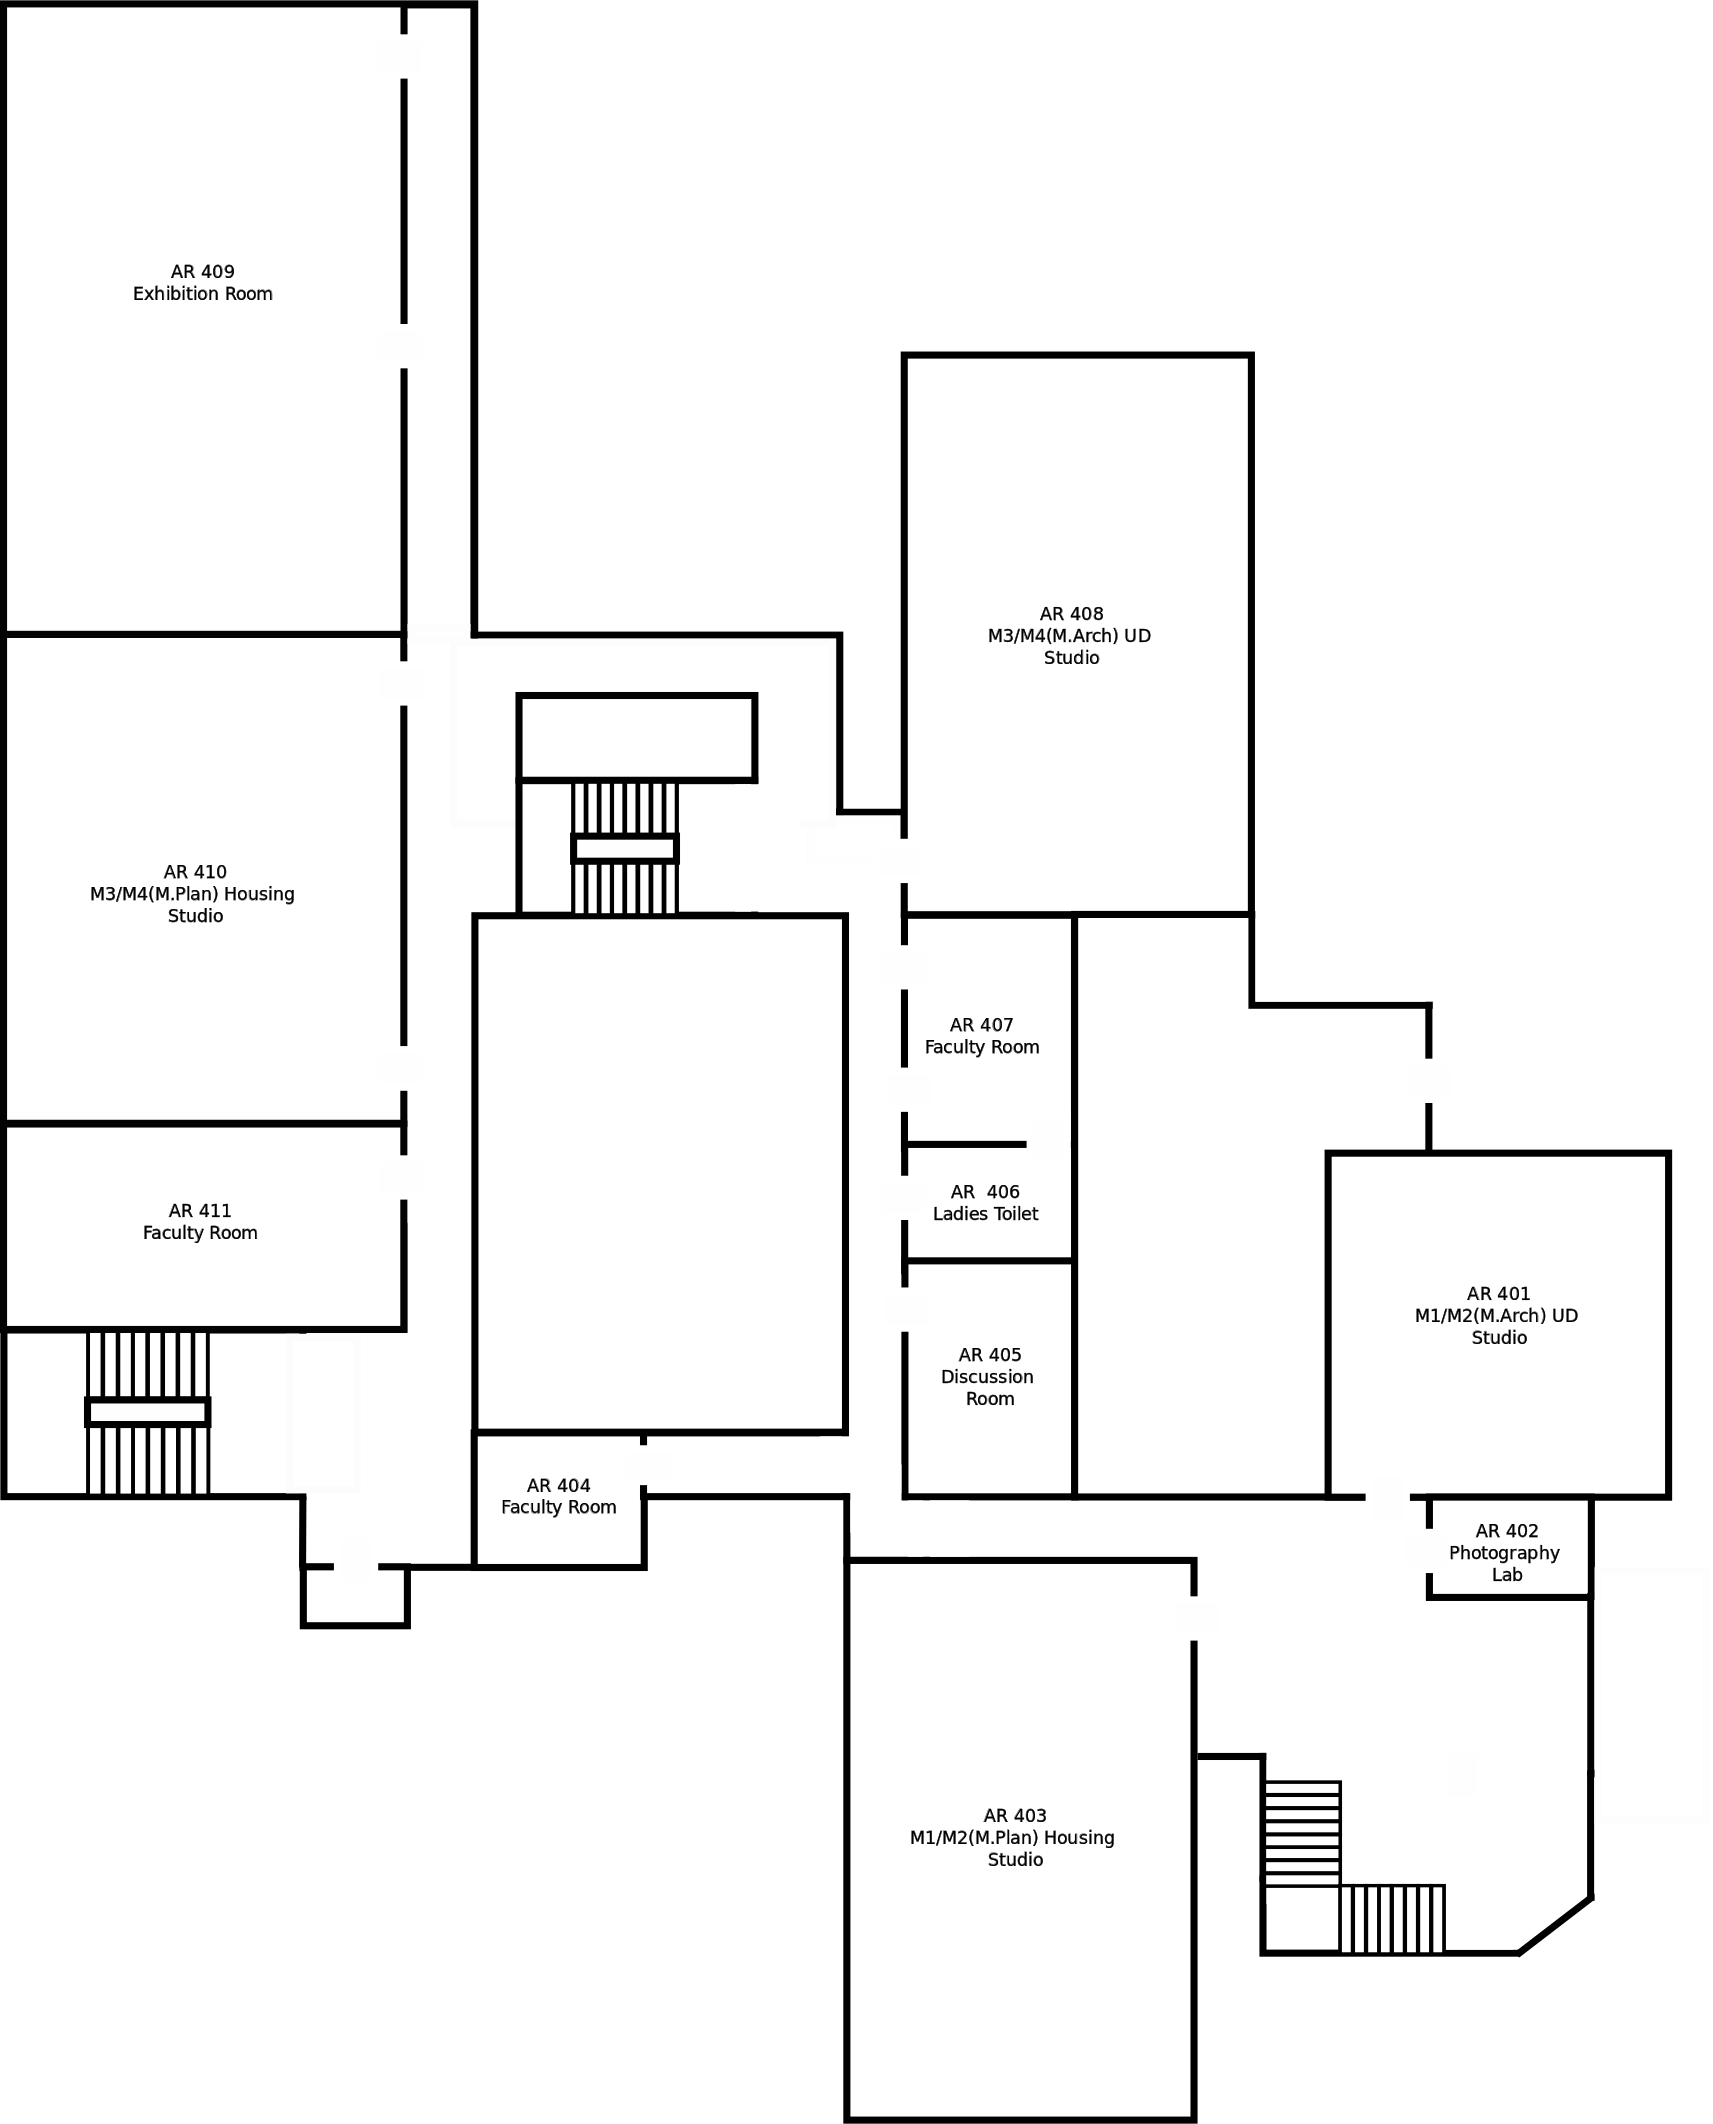 AR 409
Exhibition Room
AR 408
M3/M4(M.Arch) UD
Studio
AR 410
M3/M4(M.Plan) Housing
Studio
AR 407
Faculty Room
AR  406
Ladies Toilet
AR 411
Faculty Room
AR 401
M1/M2(M.Arch) UD
Studio
AR 405
Discussion
Room
AR 404
Faculty Room
AR 402
Photography
Lab
AR 403
M1/M2(M.Plan) Housing
Studio